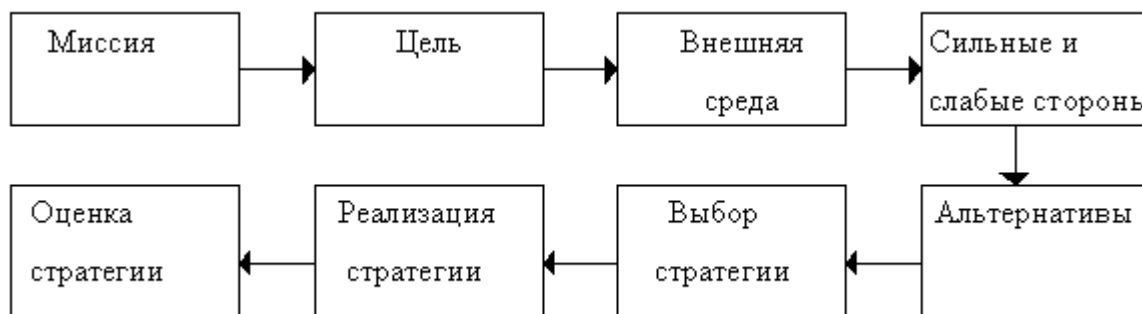 Миссия
Цель
Внешняя
среда
Сильные и
слабые стороны
Оценка
стратегии
Реализация
стратегии
Выбор
стратегии
Альтернативы